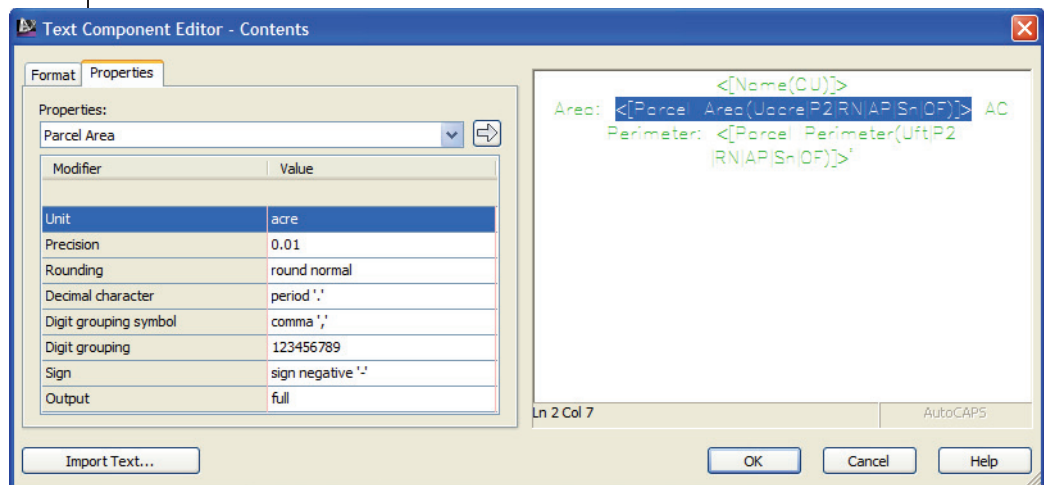 Text Component Editor - Contents
Format Properties
Properties:
Parcel Area
Modifier Value
Unit acre
Precision 0.01
Rounding round normal
Decimal character period '.'
Digit grouping symbol comma ','
Digit grouping 123456789
Sign sign negative '-'
Output full
Import Text...
<[Name(CU)]>
Area: <[Parcel Area(Uacre|P2|RN|AP|Sn|OF)]> AC
Perimeter: <[Parcel Perimeter(Uft|P2
|RN|AP|Sn|OF)]>'
Ln 2 Col 7 AutoCAPS
OK Cancel Help